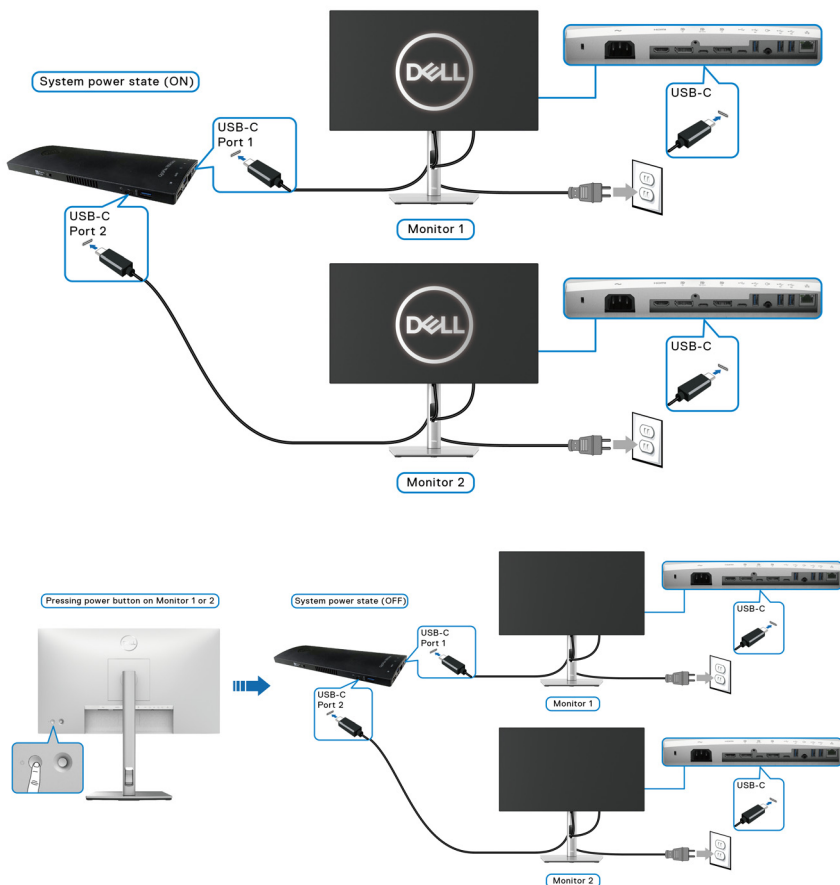 System power state (ON)
USB-C
Port 1
DELL
USB-C
Monitor 1
USB-C
Port 2
DELL
USB-C
Monitor 2
Pressing power button on Monitor 1 or 2
System power state (OFF)
USB-C
Port 1
USB-C
Monitor 1
USB-C
Port 2
USB-C
Monitor 2